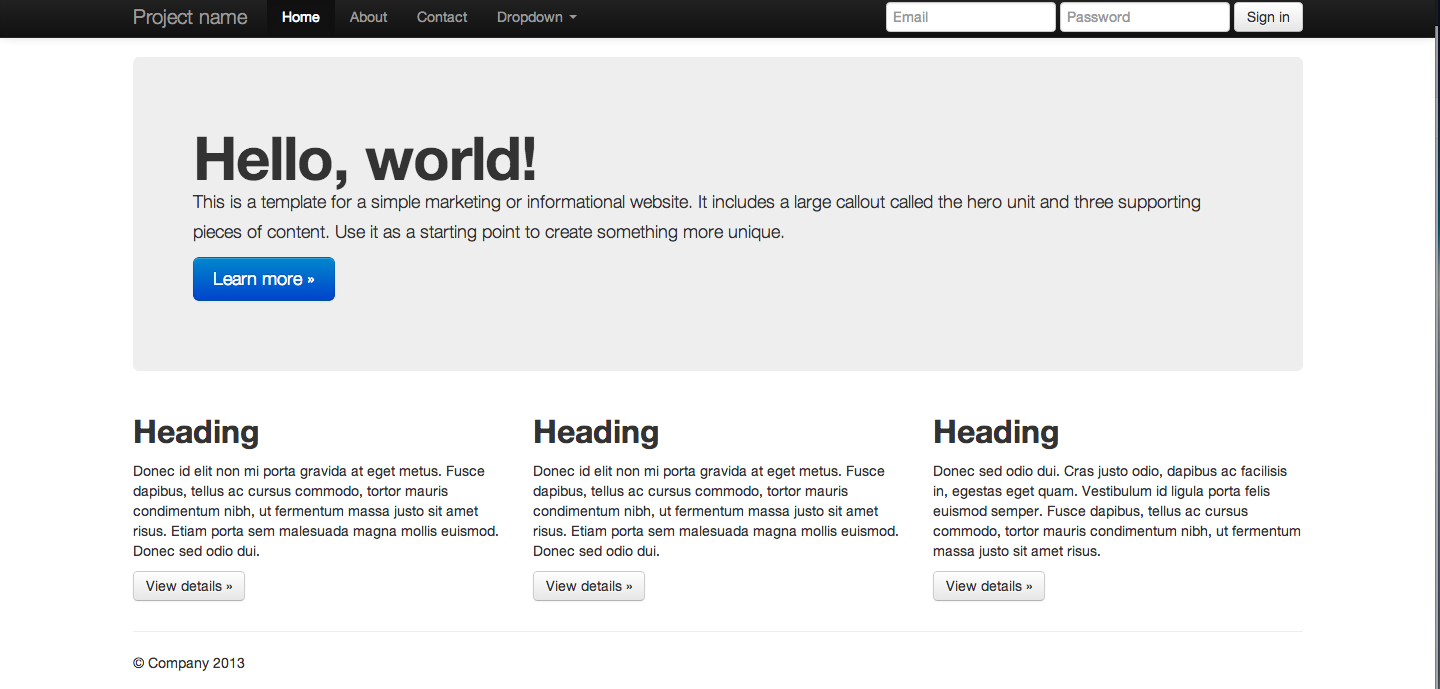 Project name Home About Contact Dropdown Email Password Sign in
Hello, world!
This is a template for a simple marketing or informational website. It includes a large callout called the hero unit and three supporting
pieces of content. Use it as a starting point to create something more unique.
Learn more »
Heading
Donec id elit non mi porta gravida at eget metus. Fusce
dapibus, tellus ac cursus commodo, tortor mauris
condimentum nibh, ut fermentum massa justo sit amet
risus. Etiam porta sem malesuada magna mollis euismod.
Donec sed odio dui.
View details »
Heading
Donec id elit non mi porta gravida at eget metus. Fusce
dapibus, tellus ac cursus commodo, tortor mauris
condimentum nibh, ut fermentum massa justo sit amet
risus. Etiam porta sem malesuada magna mollis euismod.
Donec sed odio dui.
View details »
Heading
Donec sed odio dui. Cras justo odio, dapibus ac facilisis
in, egestas eget quam. Vestibulum id ligula porta felis
euismod semper. Fusce dapibus, tellus ac cursus
commodo, tortor mauris condimentum nibh, ut fermentum
massa justo sit amet risus.
View details »
© Company 2013